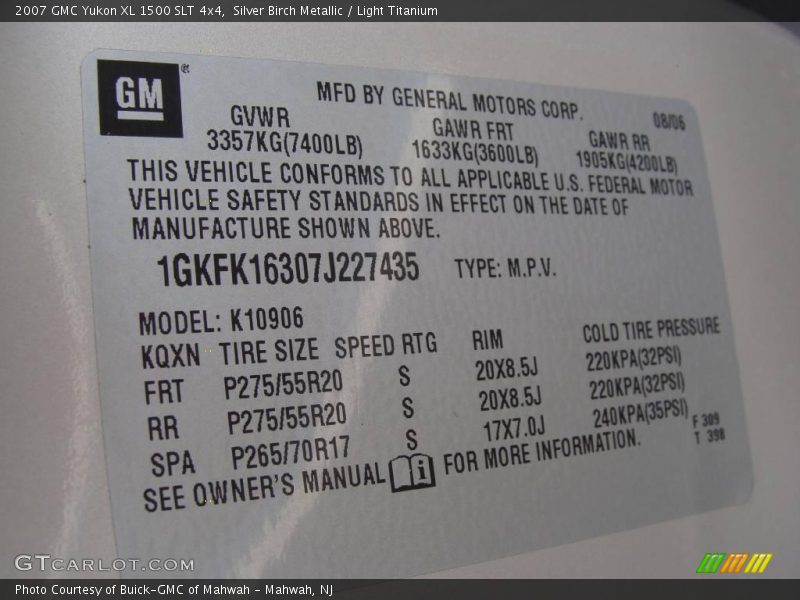 2007 GMC Yukon XL 1500 SLT 4x4, Silver Birch Metallic / Light Titanium
GM®
MFD BY GENERAL MOTORS CORP. 08/06
GVWR GAWR FRT GAWR RR
3357KG(7400LB) 1633KG(3600LB) 1905KG(4200LB)
THIS VEHICLE CONFORMS TO ALL APPLICABLE U.S. FEDERAL MOTOR
VEHICLE SAFETY STANDARDS IN EFFECT ON THE DATE OF
MANUFACTURE SHOWN ABOVE.
1GKFK16307J227435 TYPE: M.P.V.
MODEL: K10906
KQXN TIRE SIZE SPEED RTG RIM COLD TIRE PRESSURE
FRT P275/55R20 S 20X8.5J 220KPA(32PSI)
RR P275/55R20 S 20X8.5J 220KPA(32PSI)
SPA P265/70R17 S 17X7.0J 240KPA(35PSI)
SEE OWNER'S MANUAL FOR MORE INFORMATION.
F 309
T 398
GTCARLOT.COM
Photo Courtesy of Buick-GMC of Mahwah - Mahwah, NJ